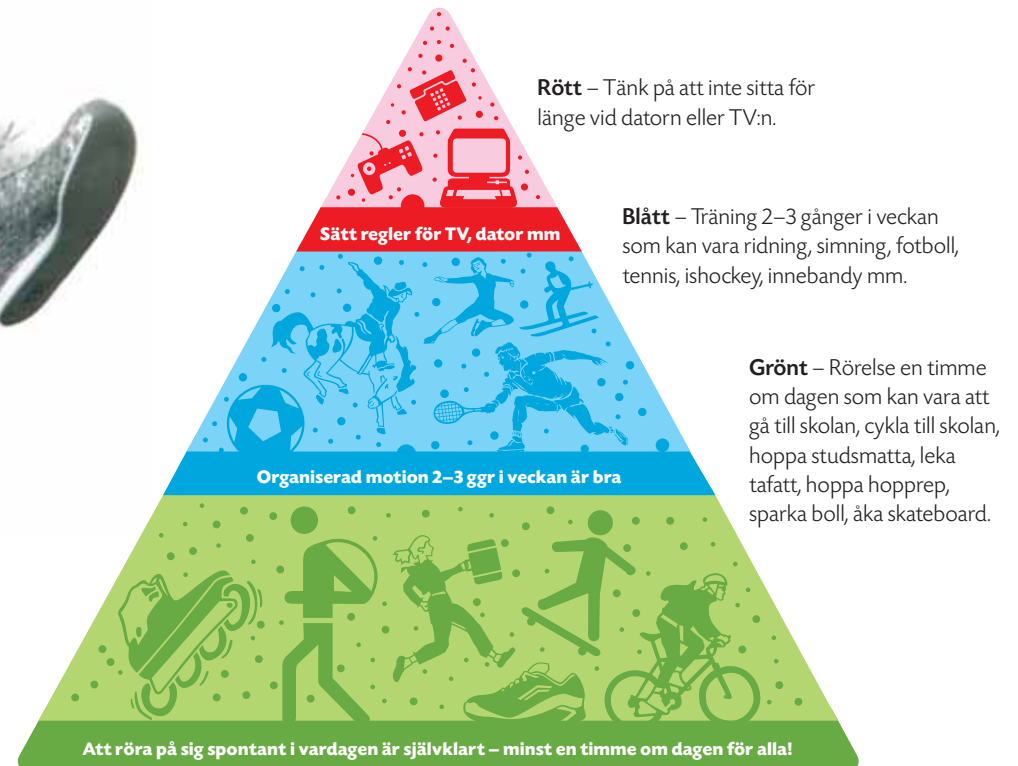 Rött – Tänk på att inte sitta för
länge vid datorn eller TV:n.
Sätt regler för TV, dator mm
Blått – Träning 2–3 gånger i veckan
som kan vara ridning, simning, fotboll,
tennis, ishockey, innebandy mm.
Organiserad motion 2–3 ggr i veckan är bra
Grönt – Rörelse en timme
om dagen som kan vara att
gå till skolan, cykla till skolan,
hoppa studsmatta, leka
tafatt, hoppa hopprep,
sparka boll, åka skateboard.
Att röra på sig spontant i vardagen är självklart – minst en timme om dagen för alla!